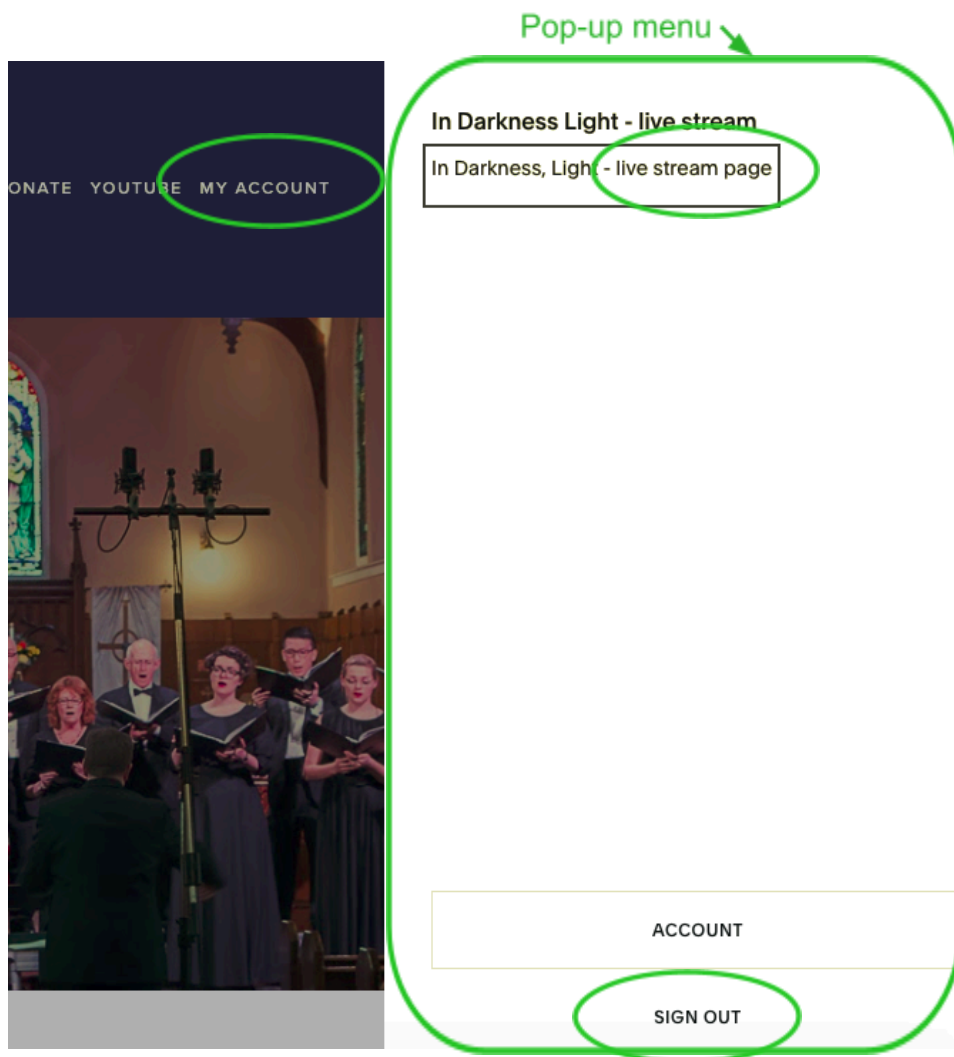 Pop-up menu
In Darkness Light - live stream
In Darkness, Light - live stream page
ONATE YOUTUBE MY ACCOUNT
ACCOUNT
SIGN OUT